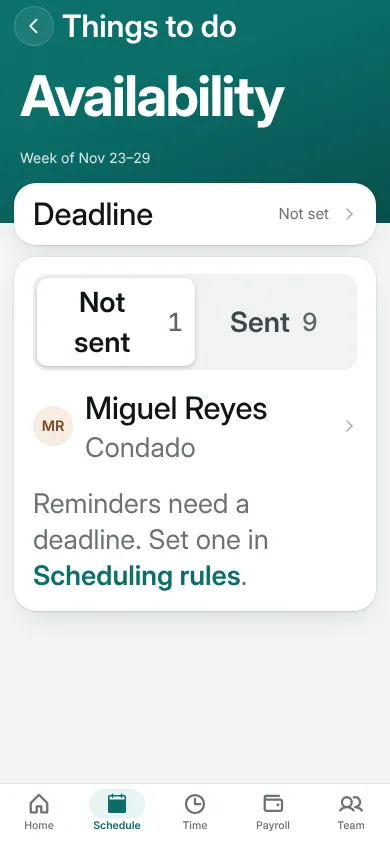 Things to do
Availability
Week of Nov 23–29
Deadline
Not set
Not
sent
1
Sent 9
MR
Miguel Reyes
Condado
Reminders need a
deadline. Set one in
Scheduling rules.
Home
Schedule
Time
Payroll
Team